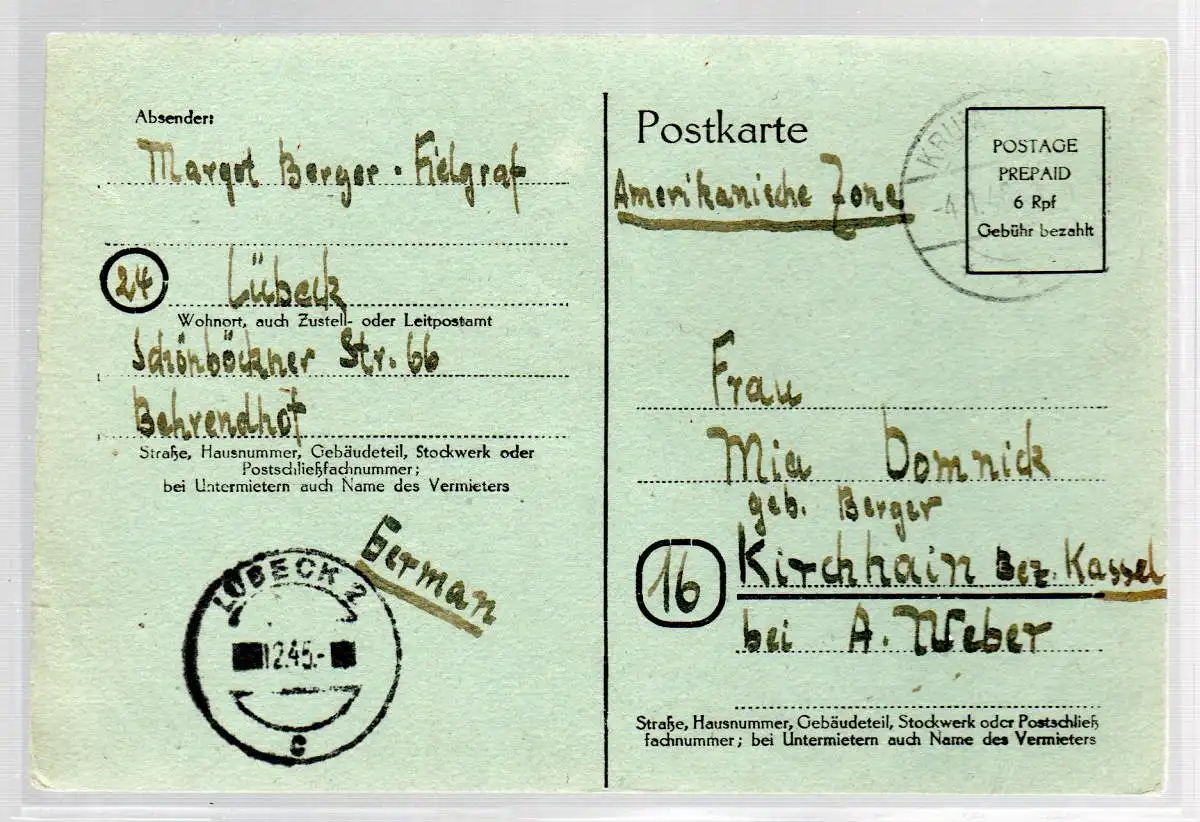 Absender:
Margot Berger - Fielgraf
24
Lübeck
Wohnort, auch Zustell- oder Leitpostamt
Schönböckner Str. 66
Behrendhof
Straße, Hausnummer, Gebäudeteil, Stockwerk oder
Postschließfachnummer;
bei Untermietern auch Name des Vermieters
German
LÜBECK 2
12.45.-
c
Postkarte
Amerikanische Zone
POSTAGE
PREPAID
6 Rpf
Gebühr bezahlt
Frau
Mia Domnick
geb. Berger
16
Kirchhain Bez. Kassel
bei A. Weber
Straße, Hausnummer, Gebäudeteil, Stockwerk oder Postschließ
fachnummer; bei Untermietern auch Name des Vermieters